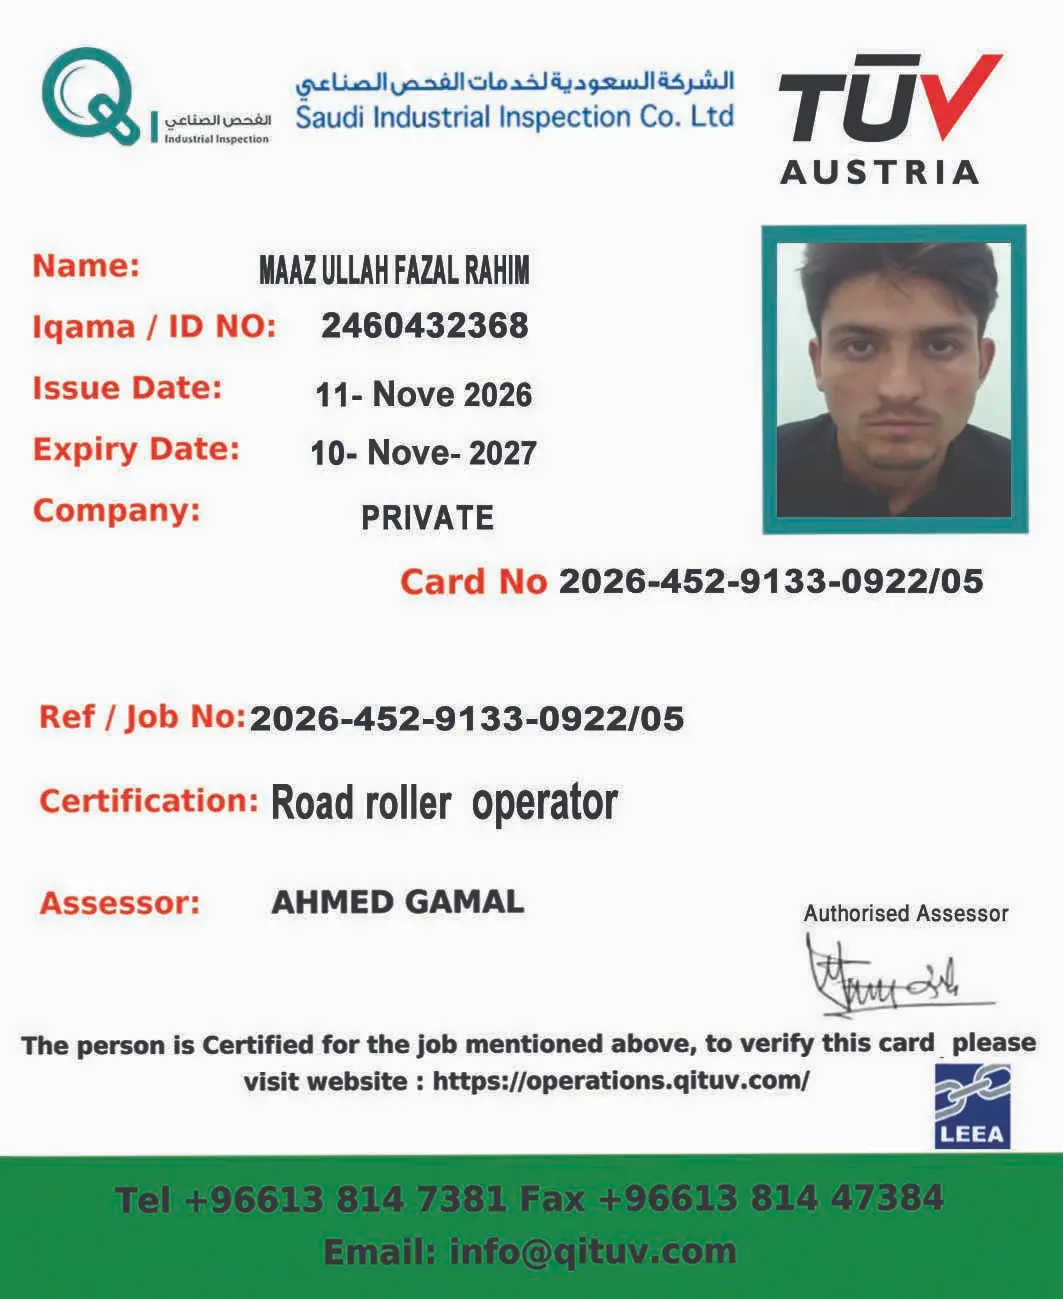 الفحص الصناعي
Industrial Inspection
الشركة السعودية لخدمات الفحص الصناعي
Saudi Industrial Inspection Co. Ltd
TÜV
AUSTRIA
Name: MAAZ ULLAH FAZAL RAHIM
Iqama / ID NO: 2460432368
Issue Date: 11- Nove 2026
Expiry Date: 10- Nove- 2027
Company: PRIVATE
Card No 2026-452-9133-0922/05
Ref / Job No: 2026-452-9133-0922/05
Certification: Road roller operator
Assessor: AHMED GAMAL
Authorised Assessor
The person is Certified for the job mentioned above, to verify this card please
visit website : https://operations.qituv.com/
LEEA
Tel +96613 814 7381 Fax +96613 814 47384
Email: info@qituv.com